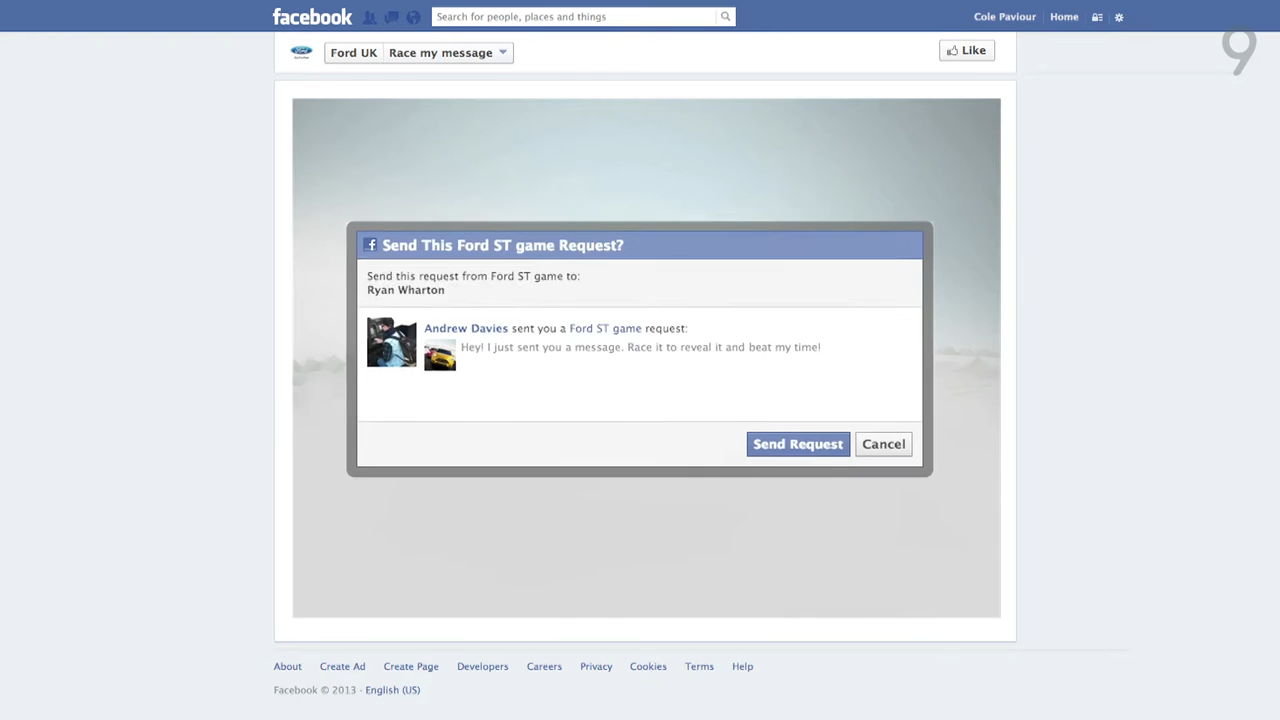 facebook
Search for people, places and things
Cole Paviour
Home
Ford UK
Race my message
Like
9
Send This Ford ST game Request?
Send this request from Ford ST game to:
Ryan Wharton
Andrew Davies sent you a Ford ST game request:
Hey! I just sent you a message. Race it to reveal it and beat my time!
Send Request
Cancel
About Create Ad Create Page Developers Careers Privacy Cookies Terms Help
Facebook © 2013 · English (US)